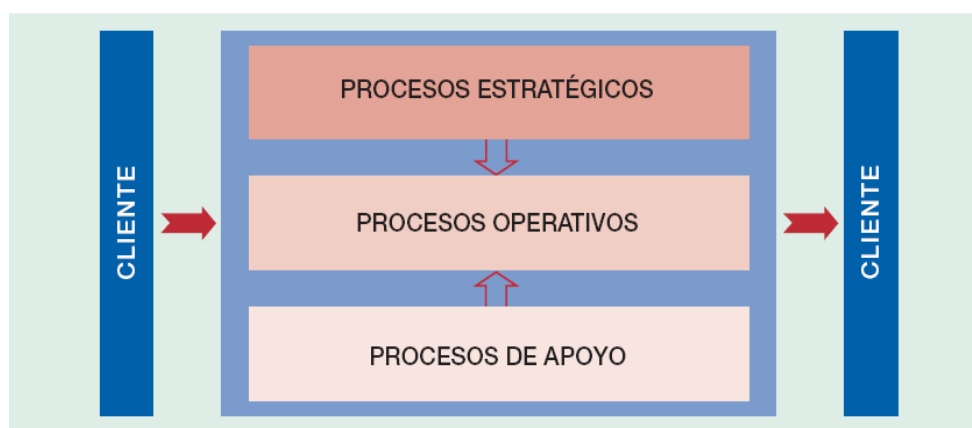 CLIENTE
PROCESOS ESTRATÉGICOS
PROCESOS OPERATIVOS
PROCESOS DE APOYO
CLIENTE